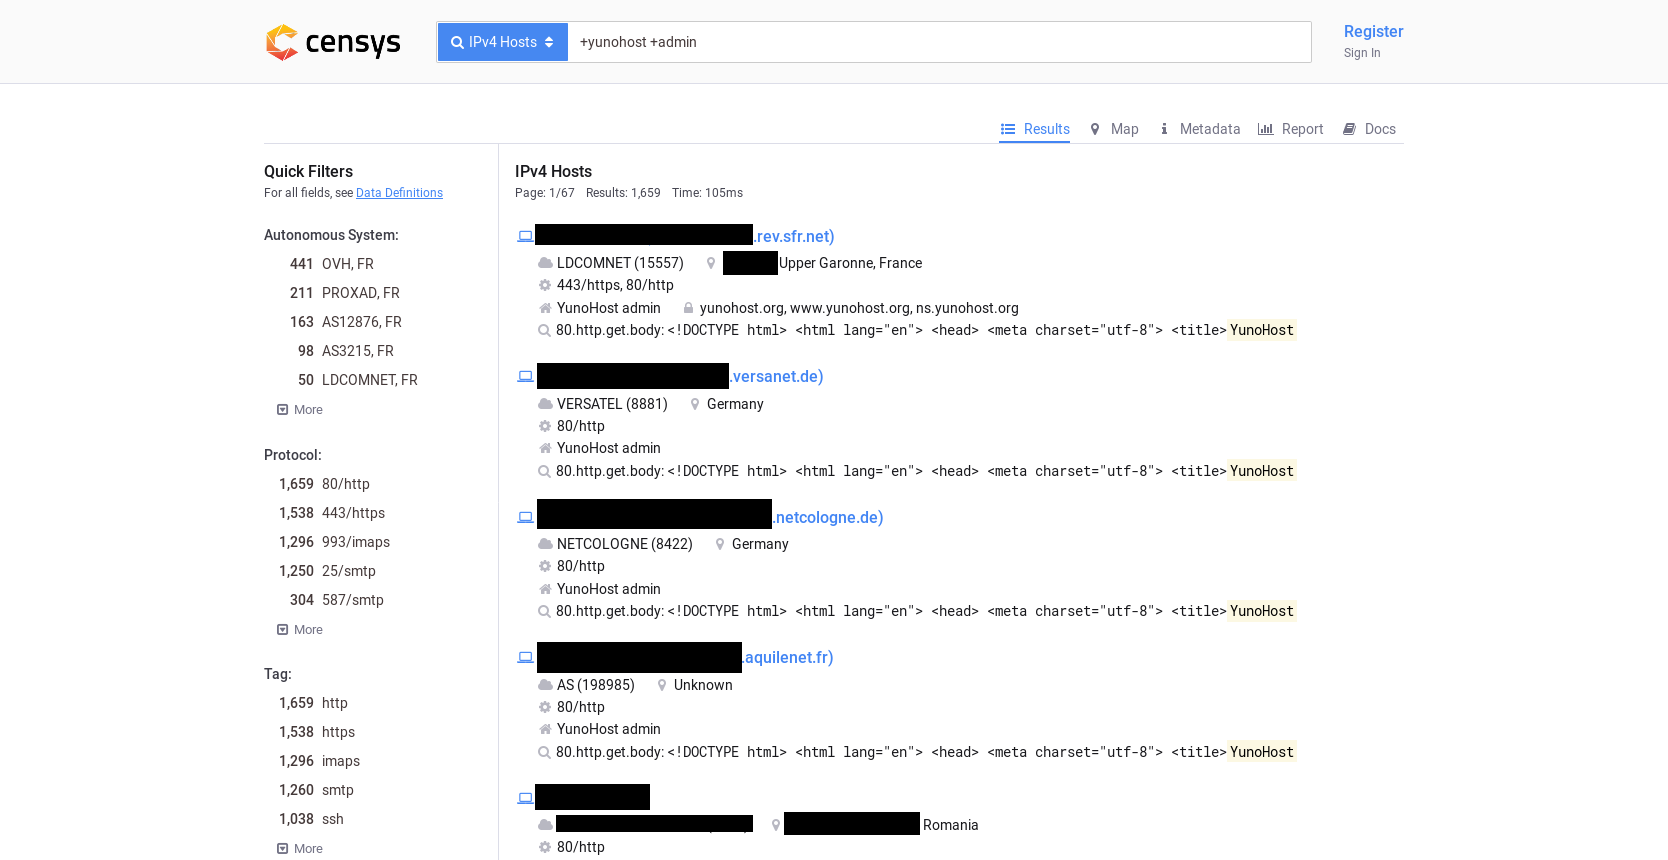 censys
IPv4 Hosts
+yunohost +admin
Register
Sign In
Results
Map
Metadata
Report
Docs
Quick Filters
For all fields, see Data Definitions
Autonomous System:
441 OVH, FR
211 PROXAD, FR
163 AS12876, FR
98 AS3215, FR
50 LDCOMNET, FR
More
Protocol:
1,659 80/http
1,538 443/https
1,296 993/imaps
1,250 25/smtp
304 587/smtp
More
Tag:
1,659 http
1,538 https
1,296 imaps
1,260 smtp
1,038 ssh
More
IPv4 Hosts
Page: 1/67 Results: 1,659 Time: 105ms
.rev.sfr.net)
LDCOMNET (15557) Upper Garonne, France
443/https, 80/http
YunoHost admin yunohost.org, www.yunohost.org, ns.yunohost.org
80.http.get.body: <!DOCTYPE html> <html lang="en"> <head> <meta charset="utf-8"> <title>YunoHost
.versanet.de)
VERSATEL (8881) Germany
80/http
YunoHost admin
80.http.get.body: <!DOCTYPE html> <html lang="en"> <head> <meta charset="utf-8"> <title>YunoHost
.netcologne.de)
NETCOLOGNE (8422) Germany
80/http
YunoHost admin
80.http.get.body: <!DOCTYPE html> <html lang="en"> <head> <meta charset="utf-8"> <title>YunoHost
.aquilenet.fr)
AS (198985) Unknown
80/http
YunoHost admin
80.http.get.body: <!DOCTYPE html> <html lang="en"> <head> <meta charset="utf-8"> <title>YunoHost
Romania
80/http